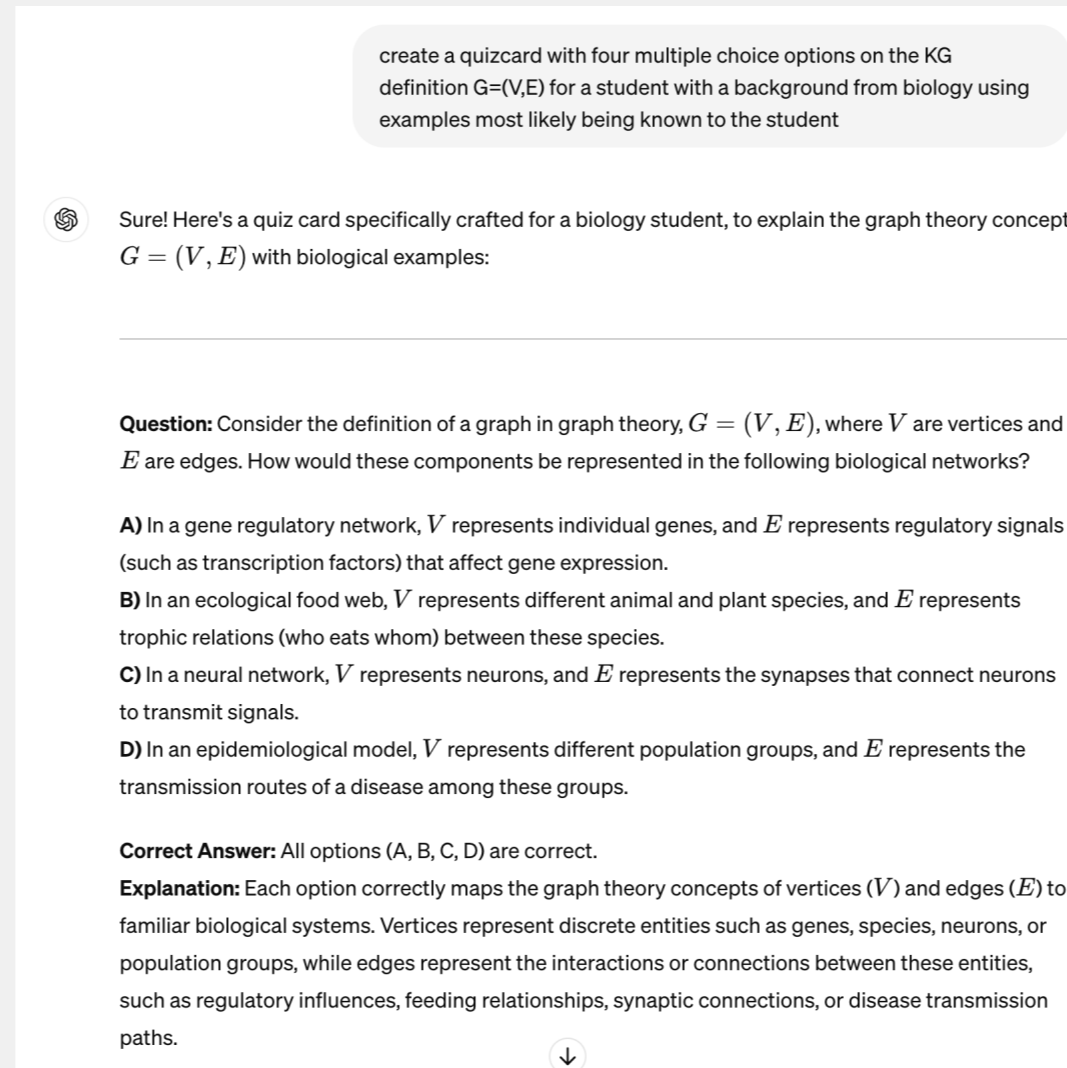 create a quizcard with four multiple choice options on the KG
definition G=(V,E) for a student with a background from biology using
examples most likely being known to the student
Sure! Here's a quiz card specifically crafted for a biology student, to explain the graph theory concept
G = (V, E) with biological examples:
Question: Consider the definition of a graph in graph theory, G = (V, E), where V are vertices and
E are edges. How would these components be represented in the following biological networks?
A) In a gene regulatory network, V represents individual genes, and E represents regulatory signals
(such as transcription factors) that affect gene expression.
B) In an ecological food web, V represents different animal and plant species, and E represents
trophic relations (who eats whom) between these species.
C) In a neural network, V represents neurons, and E represents the synapses that connect neurons
to transmit signals.
D) In an epidemiological model, V represents different population groups, and E represents the
transmission routes of a disease among these groups.
Correct Answer: All options (A, B, C, D) are correct.
Explanation: Each option correctly maps the graph theory concepts of vertices (V) and edges (E) to
familiar biological systems. Vertices represent discrete entities such as genes, species, neurons, or
population groups, while edges represent the interactions or connections between these entities,
such as regulatory influences, feeding relationships, synaptic connections, or disease transmission
paths.